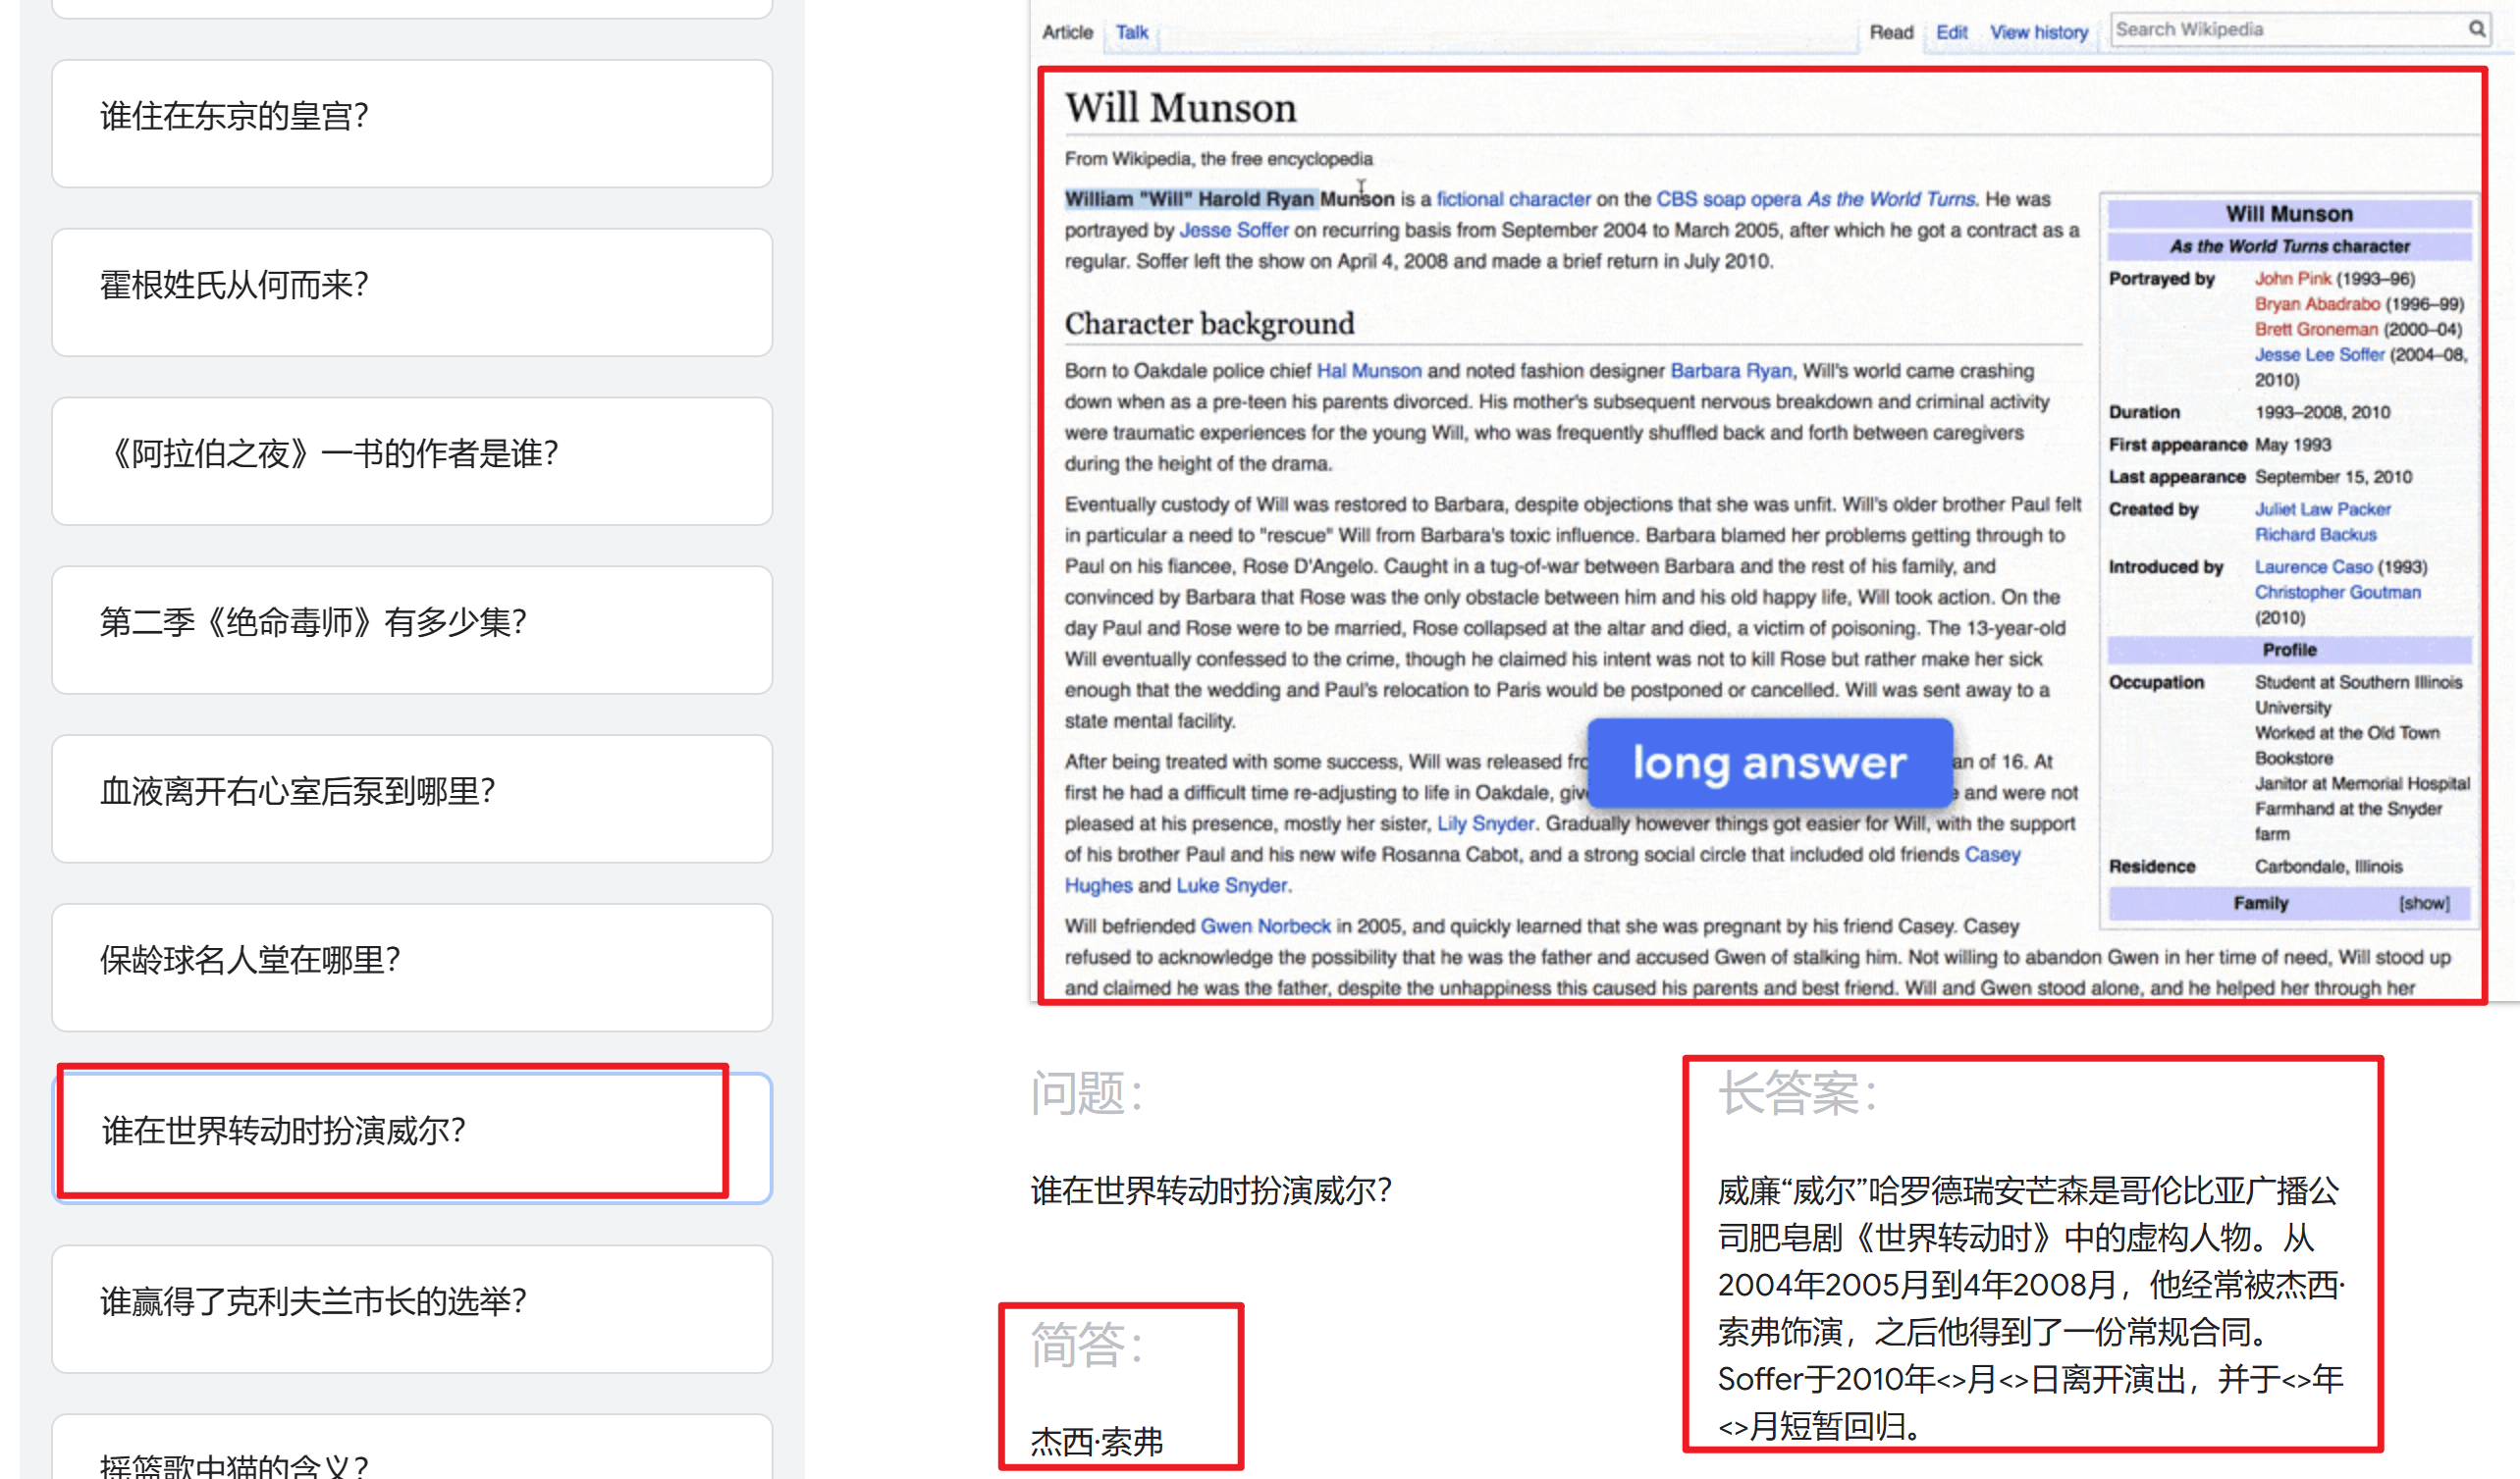 谁住在东京的皇宫?
霍根姓氏从何而来?
《阿拉伯之夜》一书的作者是谁?
第二季《绝命毒师》有多少集?
血液离开右心室后泵到哪里?
保龄球名人堂在哪里?
谁在世界转动时扮演威尔?
谁赢得了克利夫兰市长的选举?
摇篮歌中猫的含义?
Article Talk Read Edit View history Search Wikipedia
Will Munson
From Wikipedia, the free encyclopedia
William "Will" Harold Ryan Munson is a fictional character on the CBS soap opera As the World Turns. He was
portrayed by Jesse Soffer on recurring basis from September 2004 to March 2005, after which he got a contract as a
regular. Soffer left the show on April 4, 2008 and made a brief return in July 2010.
Character background
Born to Oakdale police chief Hal Munson and noted fashion designer Barbara Ryan, Will's world came crashing
down when as a pre-teen his parents divorced. His mother's subsequent nervous breakdown and criminal activity
were traumatic experiences for the young Will, who was frequently shuffled back and forth between caregivers
during the height of the drama.
Eventually custody of Will was restored to Barbara, despite objections that she was unfit. Will's older brother Paul felt
in particular a need to "rescue" Will from Barbara's toxic influence. Barbara blamed her problems getting through to
Paul on his fiancee, Rose D'Angelo. Caught in a tug-of-war between Barbara and the rest of his family, and
convinced by Barbara that Rose was the only obstacle between him and his old happy life, Will took action. On the
day Paul and Rose were to be married, Rose collapsed at the altar and died, a victim of poisoning. The 13-year-old
Will eventually confessed to the crime, though he claimed his intent was not to kill Rose but rather make her sick
enough that the wedding and Paul's relocation to Paris would be postponed or cancelled. Will was sent away to a
state mental facility.
After being treated with some success, Will was released an of 16. At
first he had a difficult time re-adjusting to life in Oakdale, and were not
pleased at his presence, mostly her sister, Lily Snyder. Gradually however things got easier for Will, with the support
of his brother Paul and his new wife Rosanna Cabot, and a strong social circle that included old friends Casey
Hughes and Luke Snyder.
Will befriended Gwen Norbeck in 2005, and quickly learned that she was pregnant by his friend Casey. Casey
refused to acknowledge the possibility that he was the father and accused Gwen of stalking him. Not willing to abandon Gwen in her time of need, Will stood up
and claimed he was the father, despite the unhappiness this caused his parents and best friend. Will and Gwen stood alone, and he helped her through her
long answer
Will Munson
As the World Turns character
Portrayed by John Pink (1993–96)
Bryan Abadrabo (1996–99)
Brett Groneman (2000–04)
Jesse Lee Soffer (2004–08,
2010)
Duration 1993–2008, 2010
First appearance May 1993
Last appearance September 15, 2010
Created by Juliet Law Packer
Richard Backus
Introduced by Laurence Caso (1993)
Christopher Goutman
(2010)
Profile
Occupation Student at Southern Illinois
University
Worked at the Old Town
Bookstore
Janitor at Memorial Hospital
Farmhand at the Snyder
farm
Residence Carbondale, Illinois
Family [show]
问题:
谁在世界转动时扮演威尔?
简答:
杰西·索弗
长答案:
威廉“威尔”哈罗德瑞安芒森是哥伦比亚广播公
司肥皂剧《世界转动时》中的虚构人物。从
2004年2005月到4年2008月，他经常被杰西·
索弗饰演，之后他得到了一份常规合同。
Soffer于2010年<>月<>日离开演出，并于<>年
<>月短暂回归。